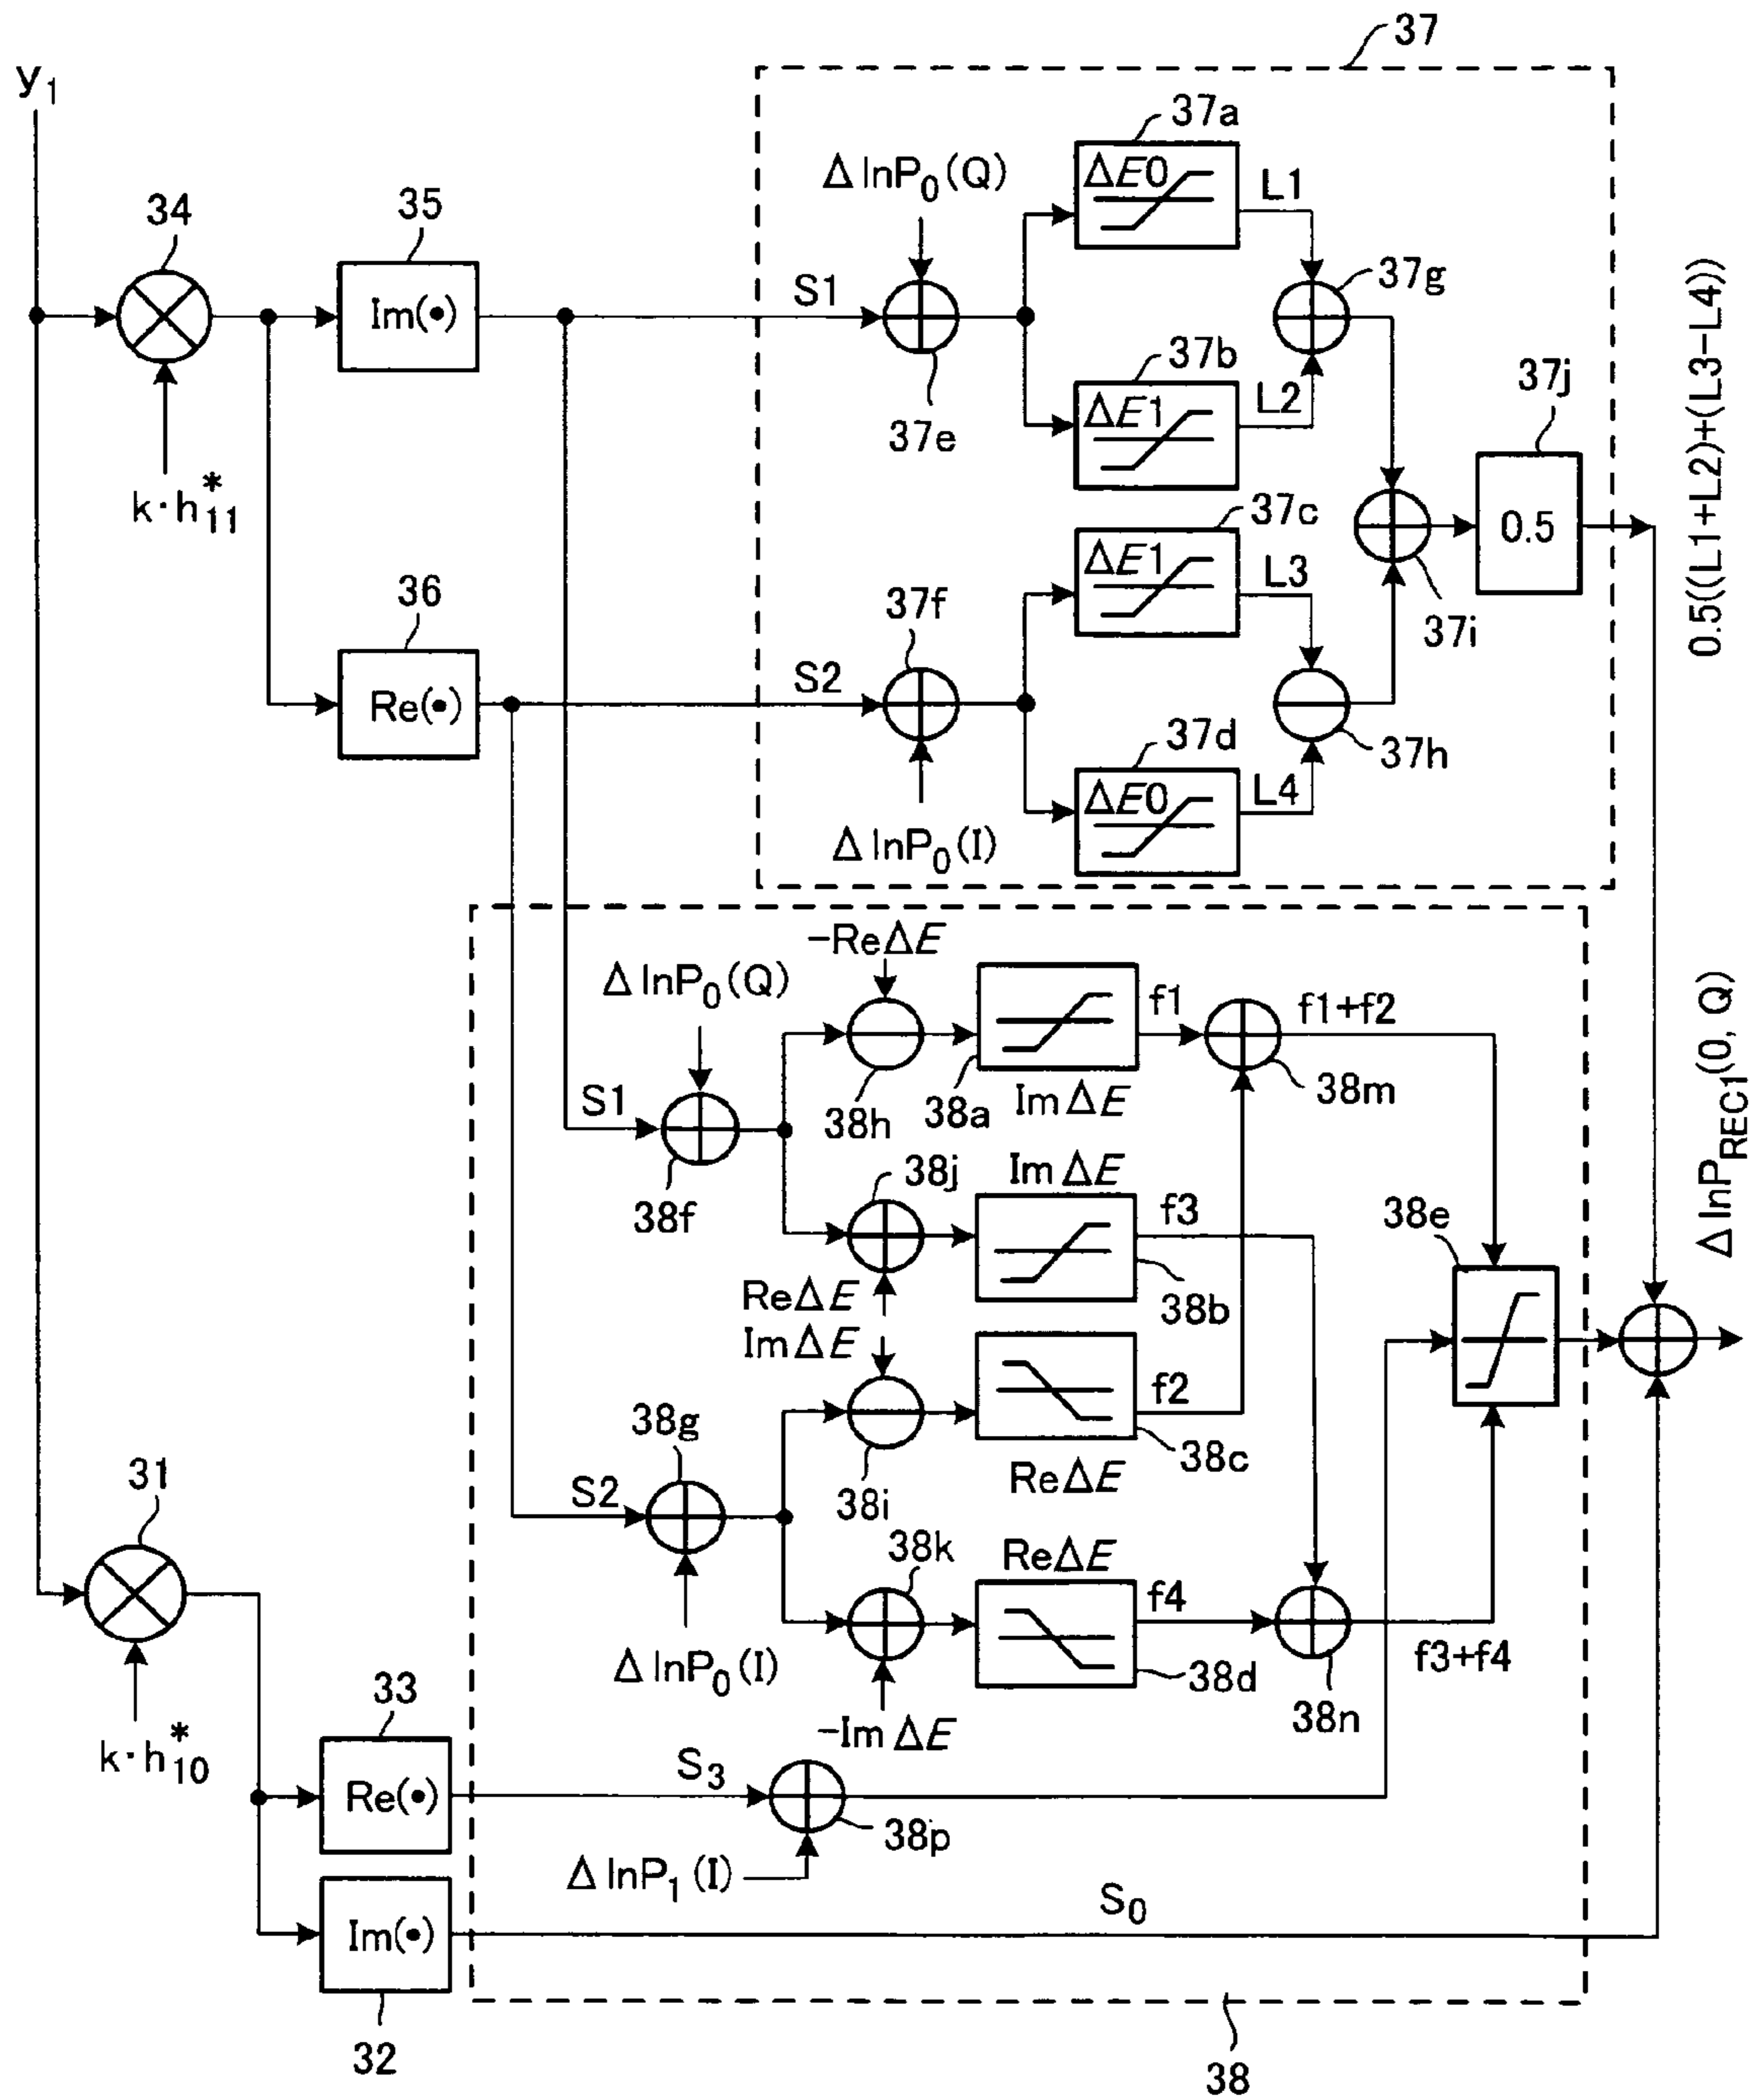 37
y₁
37a
ΔlnP₀(Q)
ΔE0
L1
34
35
37g
S1
Im(•)
37b
37j
ΔE1
L2
37e
k·h₁₁*
0.5
0.5((L1+L2)+(L3-L4))
37c
36
37f
ΔE1
L3
37i
S2
Re(•)
37d
37h
ΔE0
L4
ΔlnP₀(I)
-ReΔE
ΔlnP₀(Q)
f1
f1+f2
S1
38h
38a
ImΔE
38m
38j
ImΔE
38f
f3
38e
ΔlnP_REC1(0, Q)
ReΔE
38b
ImΔE
f2
38g
38c
31
S2
38i
ReΔE
38k
ReΔE
f4
ΔlnP₀(I)
38d
f3+f4
33
-ImΔE
38n
k·h₁₀*
S₃
Re(•)
38p
ΔlnP₁(I)
S₀
Im(•)
32
38